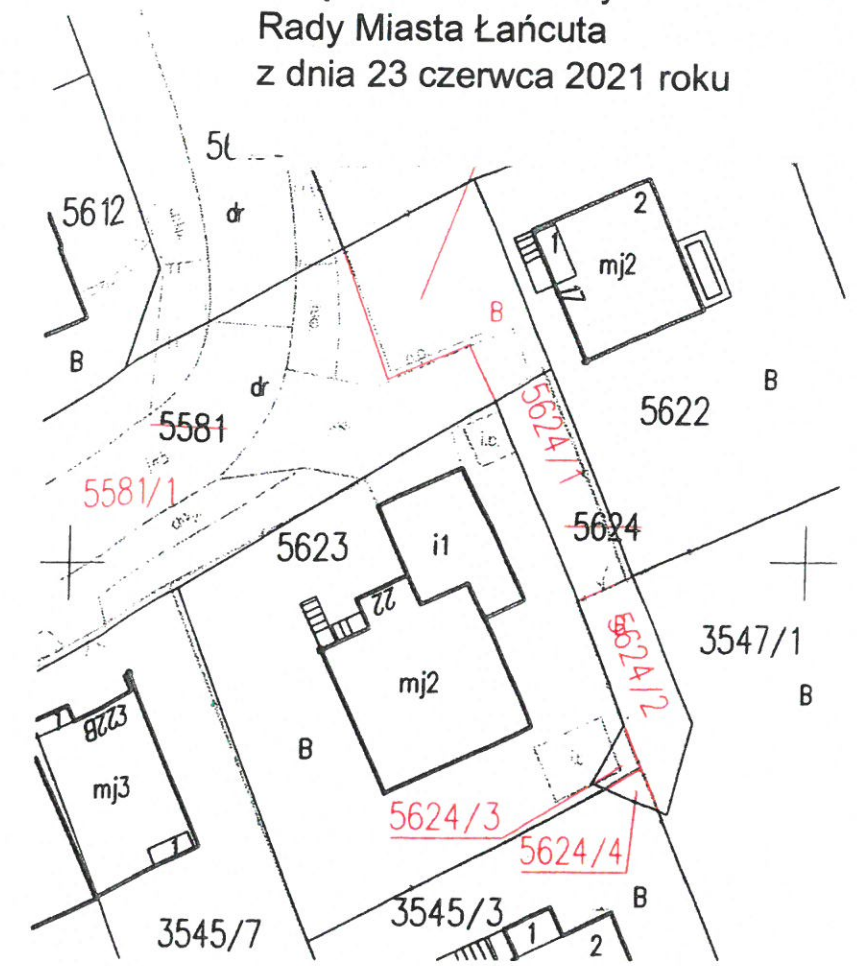 Rady Miasta Łańcuta
z dnia 23 czerwca 2021 roku
5612
dr
2
1
mj2
17
B
B
B
dr
5581
5581/1
5624/1
5622
i.b.
5623
i1
5624
22
B
5624/2
3547/1
mj2
B
£22B
B
mj3
1
5624/3
5624/4
B
3545/3
3545/7
1
2